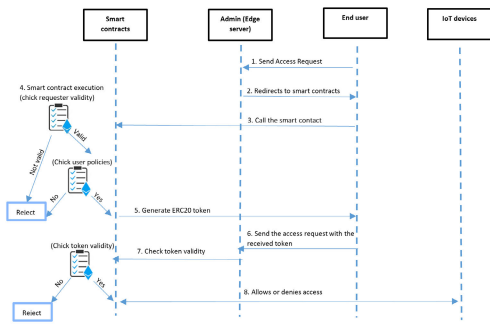 Smart
contracts
Admin (Edge
server)
End user
IoT devices
1. Send Access Request
2. Redirects to smart contracts
3. Call the smart contact
4. Smart contract execution
(chick requester validity)
Valid
Not valid
(Chick user policies)
No
Yes
Reject
5. Generate ERC20 token
6. Send the access request with the
received token
7. Check token validity
(Chick token validity)
No
Yes
8. Allows or denies access
Reject